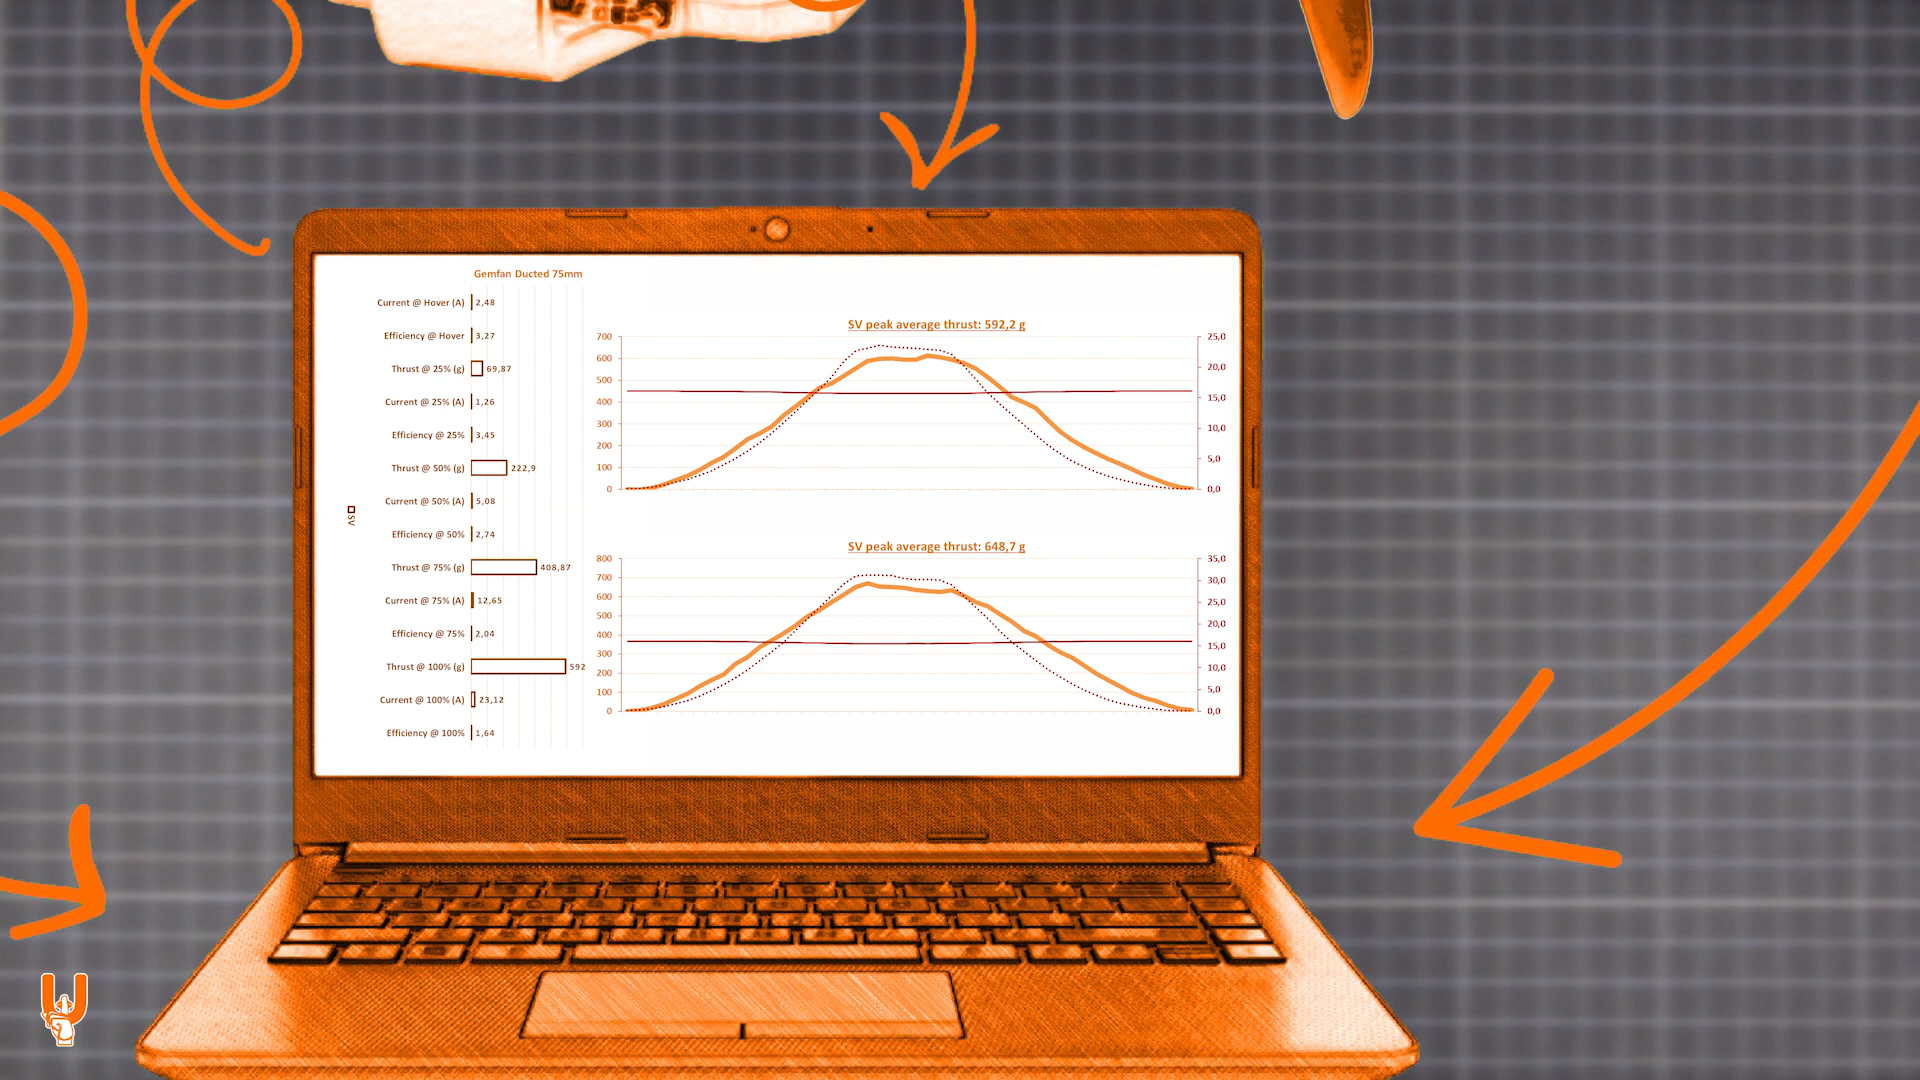 Gemfan Ducted 75mm
Current @ Hover (A) 2,48
Efficiency @ Hover 3,27
Thrust @ 25% (g) 69,87
Current @ 25% (A) 1,26
Efficiency @ 25% 3,45
Thrust @ 50% (g) 222,9
Current @ 50% (A) 5,08
Efficiency @ 50% 2,74
Thrust @ 75% (g) 408,87
Current @ 75% (A) 12,65
Efficiency @ 75% 2,04
Thrust @ 100% (g) 592
Current @ 100% (A) 23,12
Efficiency @ 100% 1,64
SV
SV peak average thrust: 592,2 g
700
600
500
400
300
200
100
0
25,0
20,0
15,0
10,0
5,0
0,0
SV peak average thrust: 648,7 g
800
700
600
500
400
300
200
100
0
35,0
30,0
25,0
20,0
15,0
10,0
5,0
0,0